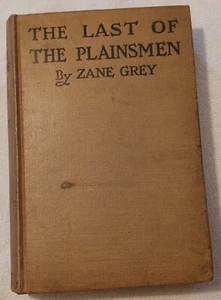 THE LAST OF
THE PLAINSMEN
By ZANE GREY